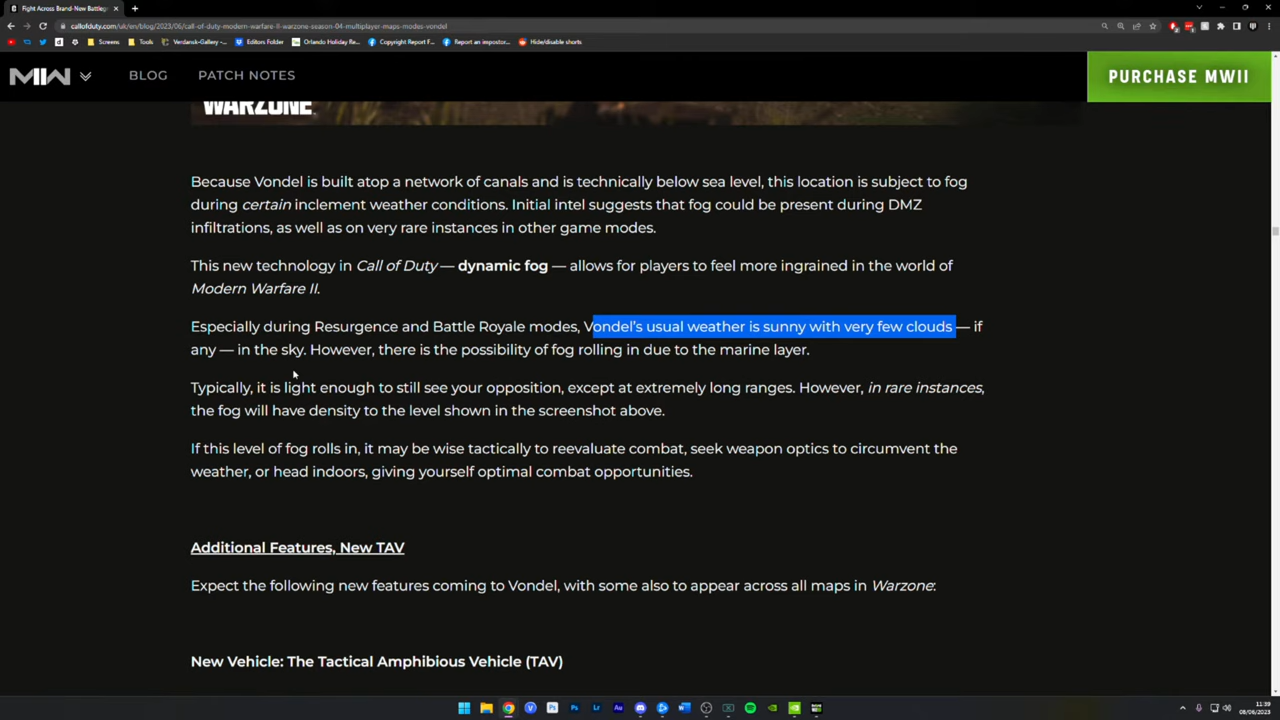 Fight Across Brand-New Battleg
callofduty.com/uk/en/blog/2023/06/call-of-duty-modern-warfare-II-warzone-season-04-multiplayer-maps-modes-vondel
Screens
Tools
Verdansk-Gallery –...
Editors Folder
Orlando Holiday Re...
Copyright Report F...
Report an impostor...
Hide/disable shorts
MWII
BLOG
PATCH NOTES
PURCHASE MWII
WARZONE
Because Vondel is built atop a network of canals and is technically below sea level, this location is subject to fog
during certain inclement weather conditions. Initial intel suggests that fog could be present during DMZ
infiltrations, as well as on very rare instances in other game modes.
This new technology in Call of Duty — dynamic fog — allows for players to feel more ingrained in the world of
Modern Warfare II.
Especially during Resurgence and Battle Royale modes, Vondel’s usual weather is sunny with very few clouds — if
any — in the sky. However, there is the possibility of fog rolling in due to the marine layer.
Typically, it is light enough to still see your opposition, except at extremely long ranges. However, in rare instances,
the fog will have density to the level shown in the screenshot above.
If this level of fog rolls in, it may be wise tactically to reevaluate combat, seek weapon optics to circumvent the
weather, or head indoors, giving yourself optimal combat opportunities.
Additional Features, New TAV
Expect the following new features coming to Vondel, with some also to appear across all maps in Warzone:
New Vehicle: The Tactical Amphibious Vehicle (TAV)
11:39
08/06/2023